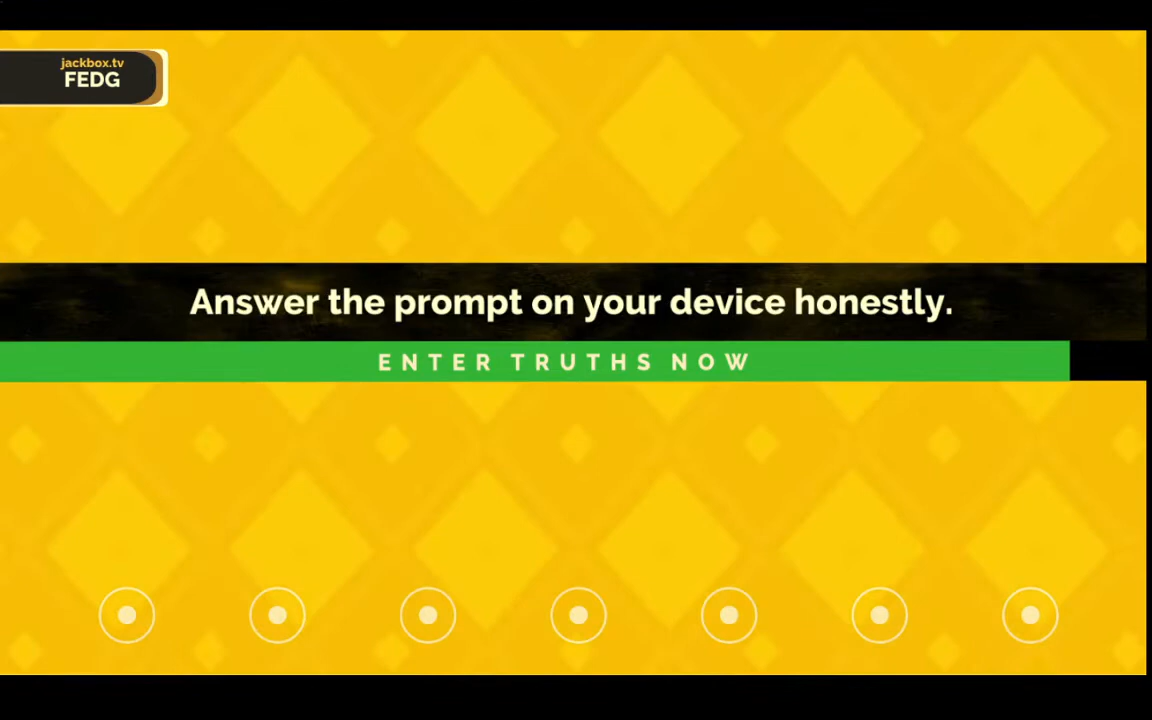 jackbox.tv
FEDG
Answer the prompt on your device honestly.
ENTER TRUTHS NOW